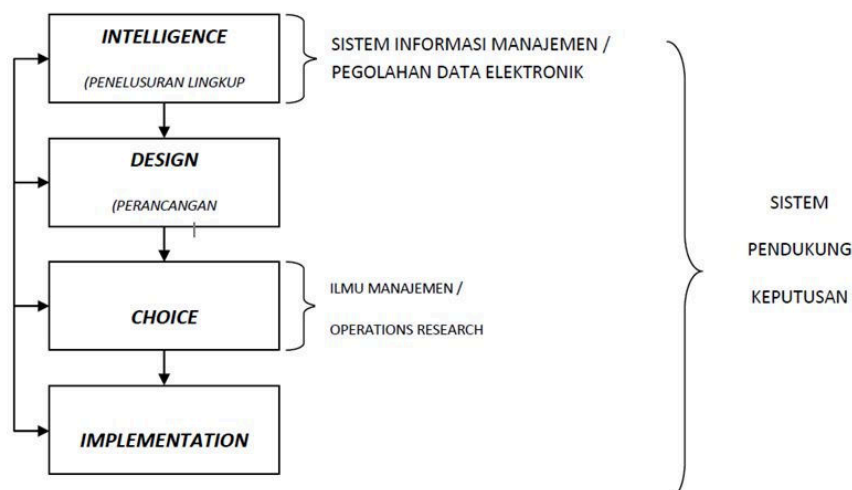 INTELLIGENCE
(PENELUSURAN LINGKUP
SISTEM INFORMASI MANAJEMEN /
PEGOLAHAN DATA ELEKTRONIK
DESIGN
(PERANCANGAN
CHOICE
ILMU MANAJEMEN /
OPERATIONS RESEARCH
IMPLEMENTATION
SISTEM
PENDUKUNG
KEPUTUSAN